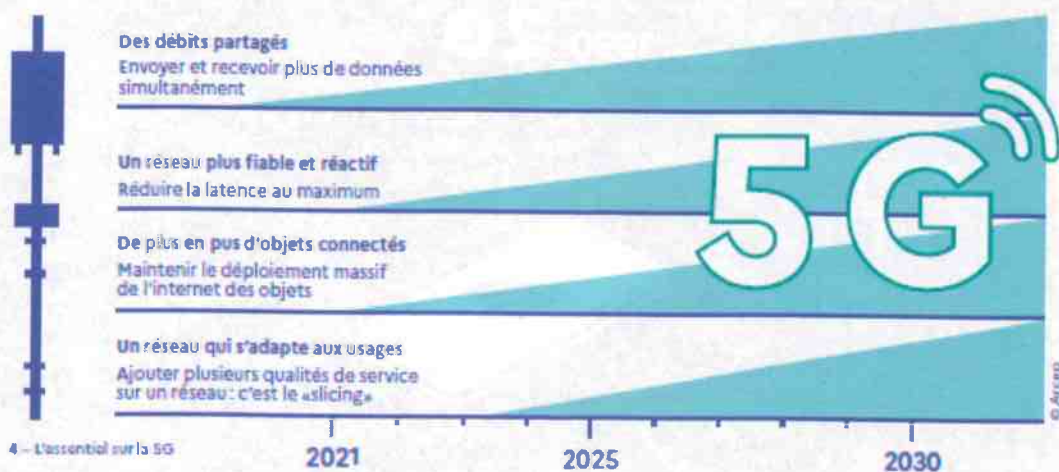 Des débits partagés
Envoyer et recevoir plus de données
simultanément
Un réseau plus fiable et réactif
Réduire la latence au maximum
De plus en pus d'objets connectés
Maintenir le déploiement massif
de l'internet des objets
Un réseau qui s'adapte aux usages
Ajouter plusieurs qualités de service
sur un réseau : c'est le «slicing»
5G
© Arcep
4 – L'essentiel sur la 5G
2021
2025
2030